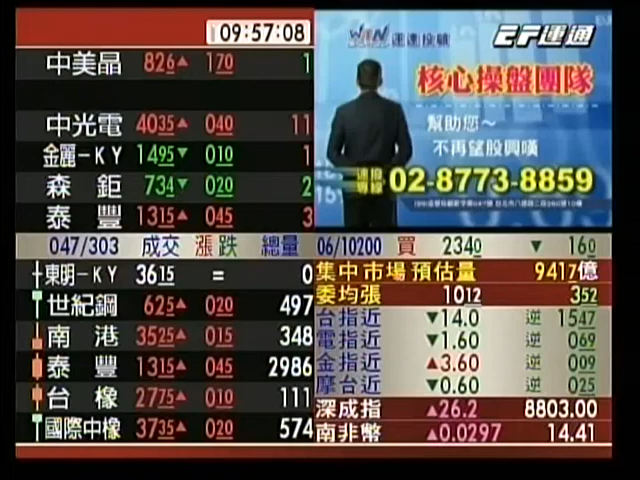 09:57:08
中美晶 826▲ 170 1
中光電 4035▲ 040 11
金麗-KY 1495▼ 010 1
森鉅 734▼ 020 2
泰豐 1315▲ 045 3
WIN 運達投顧
EF運通
核心操盤團隊
幫助您~
不再望股興嘆
專線 02-8773-8859
047/303 成交 漲跌 總量
東明-KY 3615 = 0
世紀鋼 625▲ 020 497
南港 3525▲ 015 348
泰豐 1315▲ 045 2986
台橡 2775▲ 010 111
國際中橡 3735▲ 020 574
06/10200 買 2340 ▼ 160
集中市場預估量 9417億
委均張 1012 352
台指近 ▼14.0 逆 1547
電指近 ▼1.60 逆 069
金指近 ▲3.60 逆 009
摩台近 ▼0.60 逆 025
深成指 ▲26.2 8803.00
南非幣 ▲0.0297 14.41